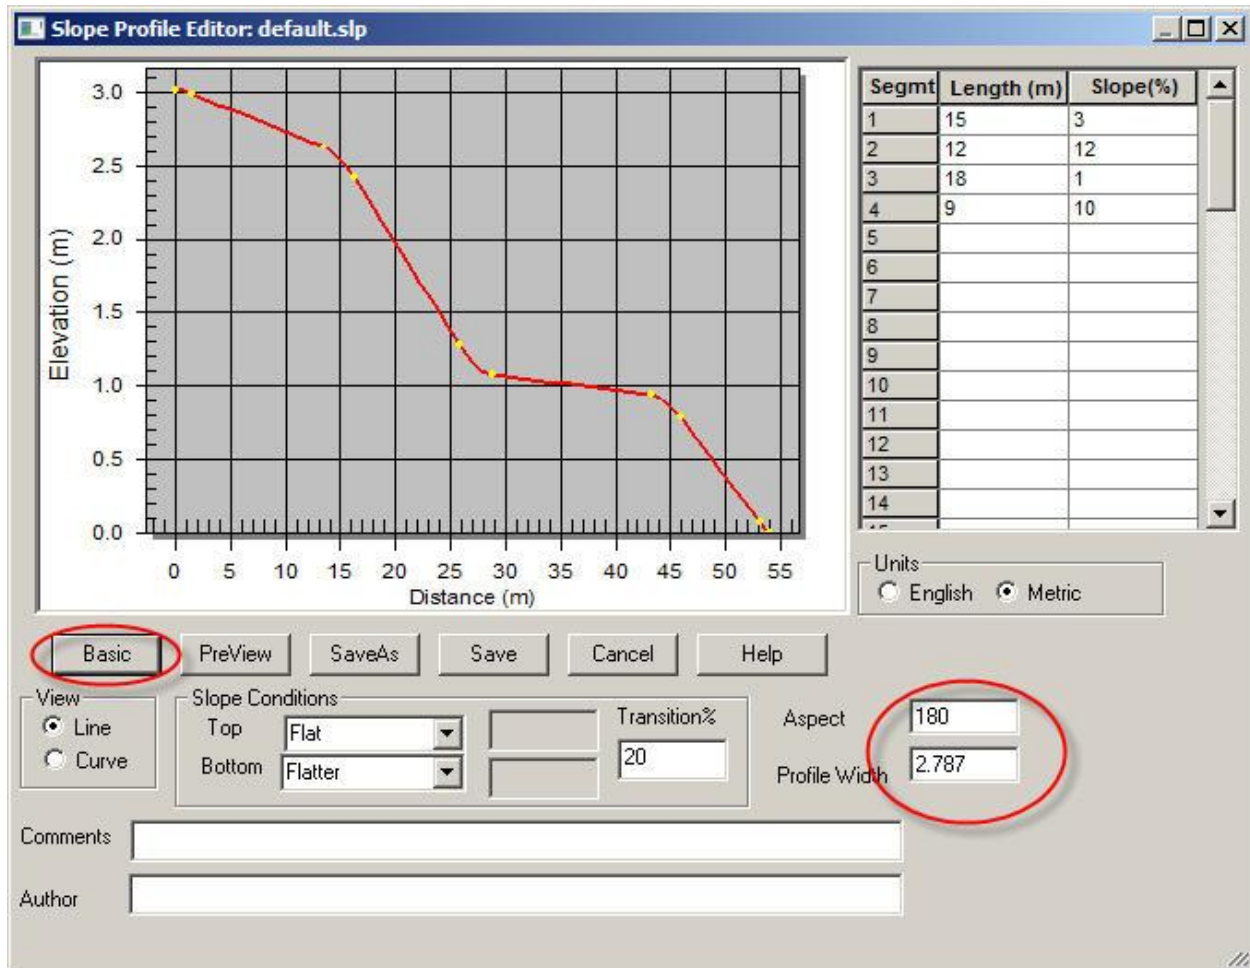 Slope Profile Editor: default.slp
Elevation (m)
3.0
2.5
2.0
1.5
1.0
0.5
0.0
0 5 10 15 20 25 30 35 40 45 50 55
Distance (m)
Segmt Length (m) Slope(%)
1 15 3
2 12 12
3 18 1
4 9 10
5
6
7
8
9
10
11
12
13
14
Units
English Metric
Basic PreView SaveAs Save Cancel Help
View
Line
Curve
Slope Conditions
Top Flat
Bottom Flatter
Transition%
20
Aspect 180
Profile Width 2.787
Comments
Author